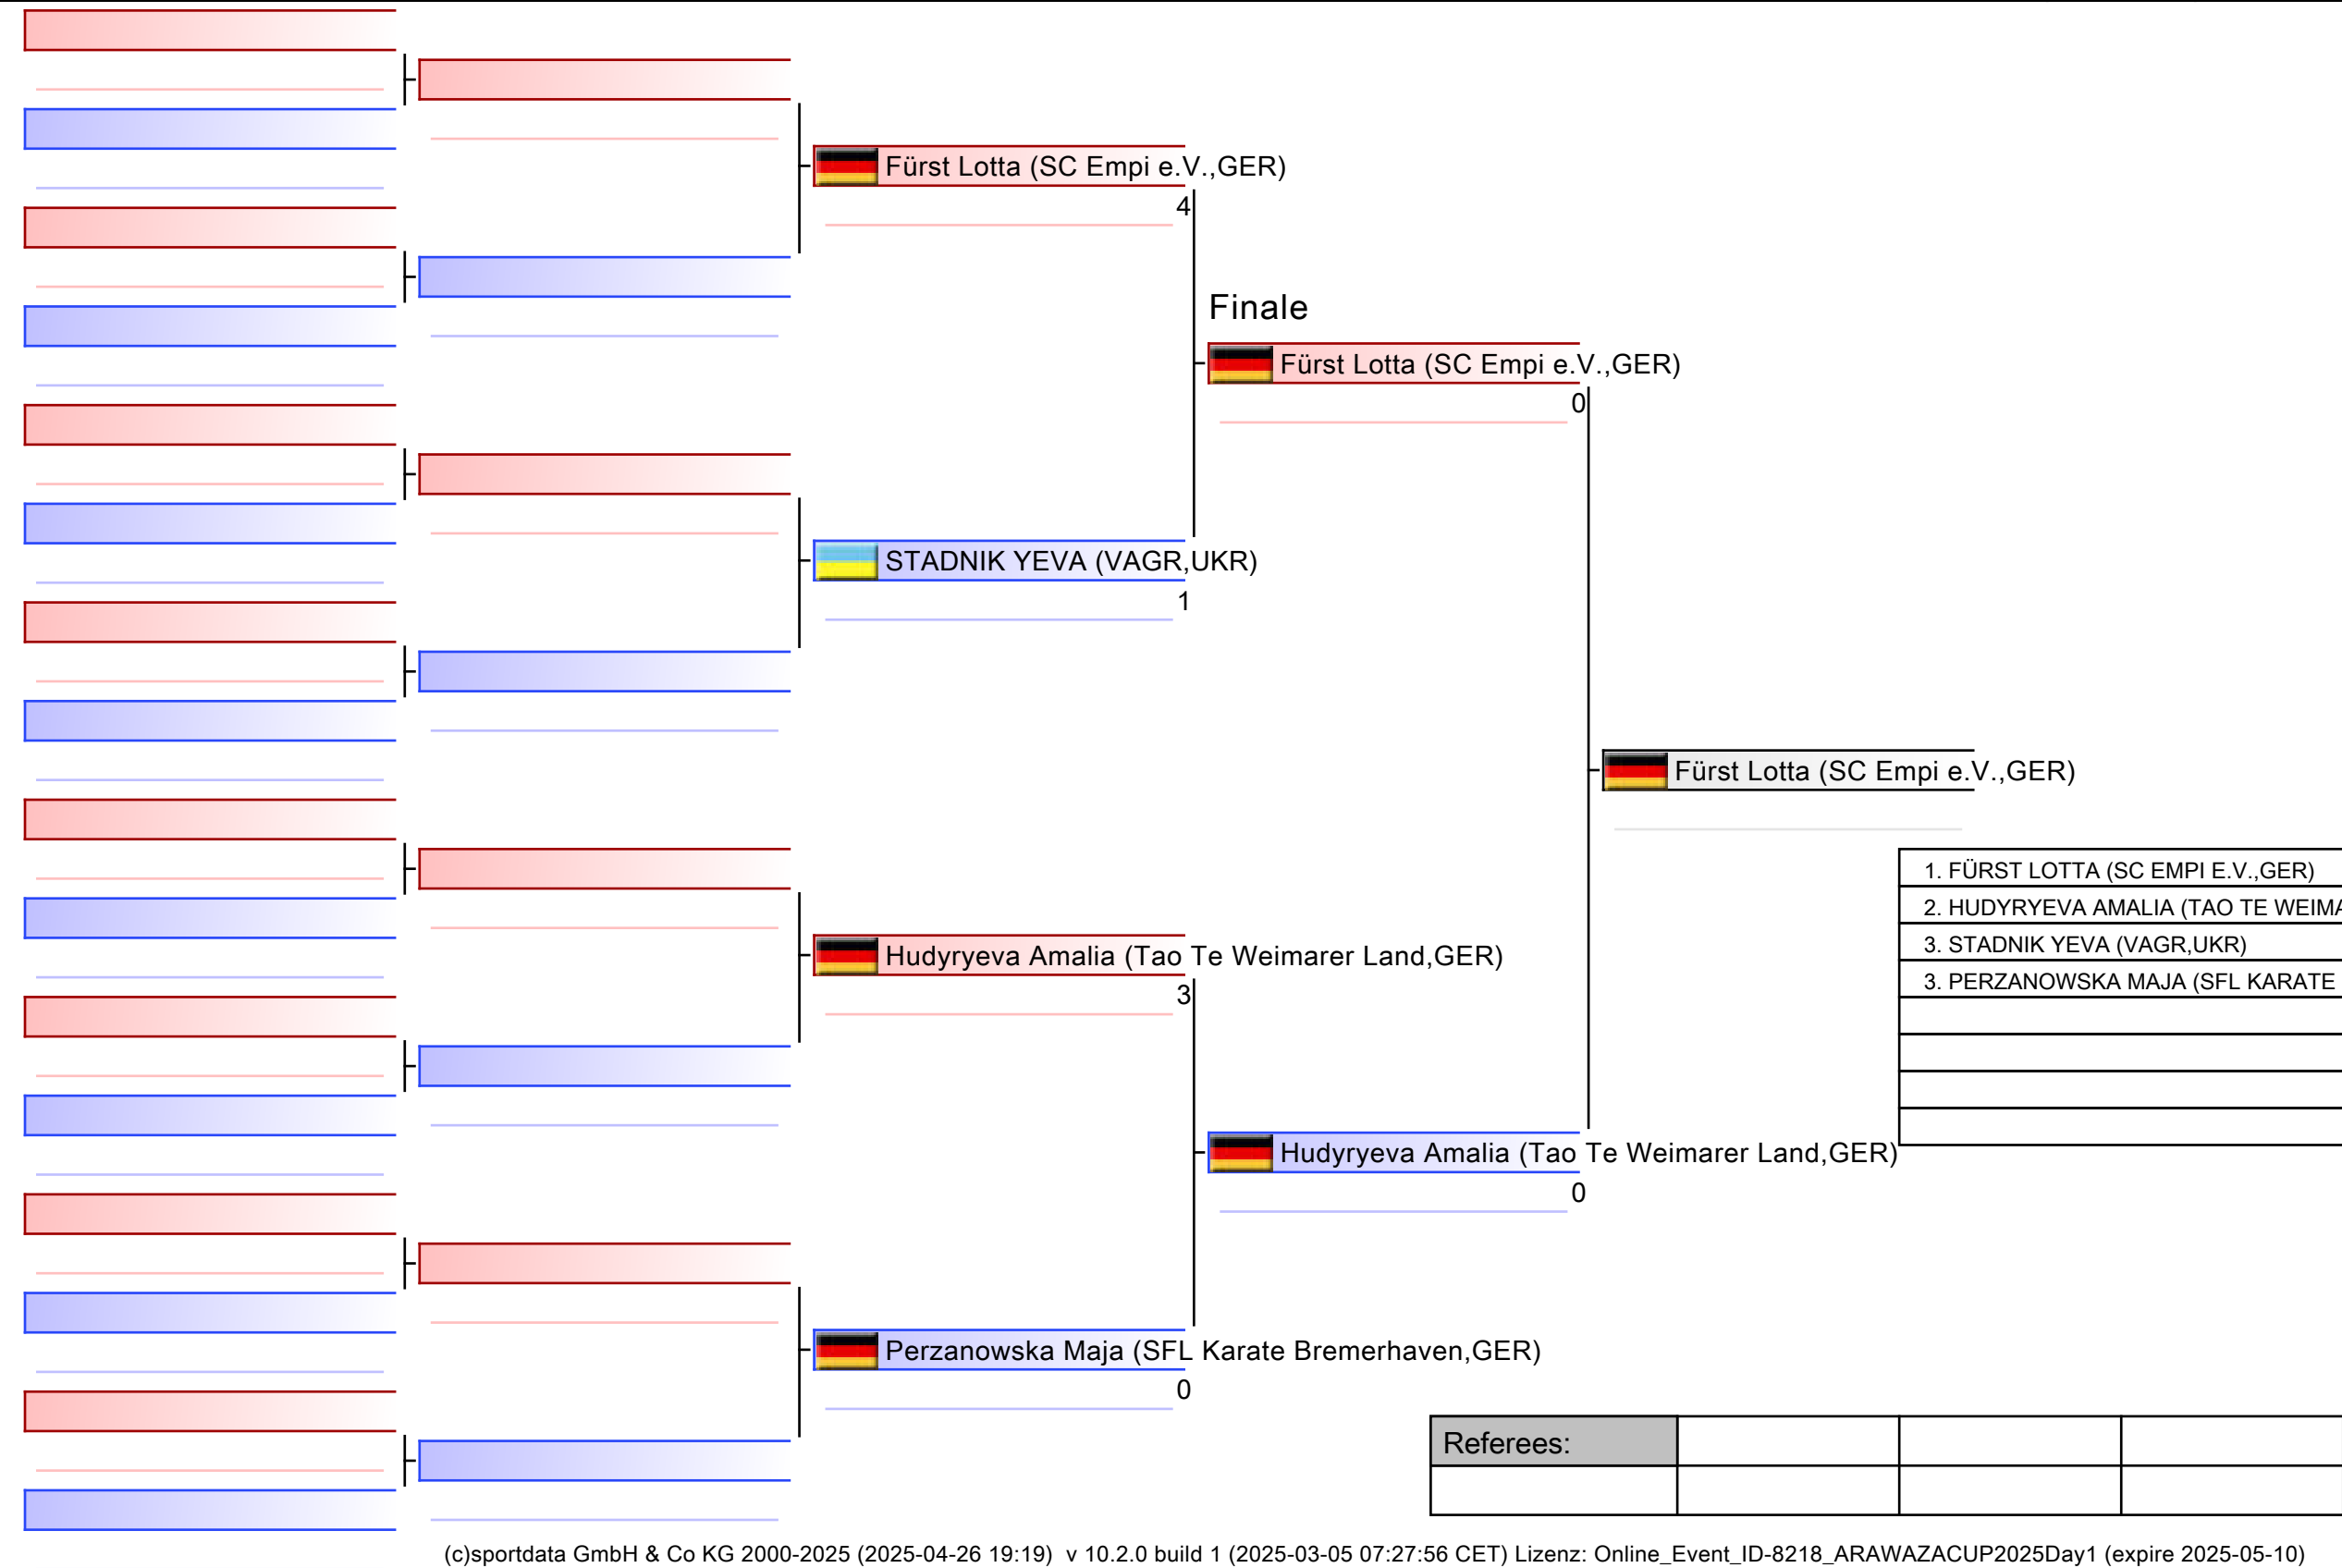 Fürst Lotta (SC Empi e.V.,GER)
4
Finale
Fürst Lotta (SC Empi e.V.,GER)
0
STADNIK YEVA (VAGR,UKR)
1
Fürst Lotta (SC Empi e.V.,GER)
1. FÜRST LOTTA (SC EMPI E.V.,GER)
2. HUDYRYEVA AMALIA (TAO TE WEIMA
3. STADNIK YEVA (VAGR,UKR)
3. PERZANOWSKA MAJA (SFL KARATE
Hudyryeva Amalia (Tao Te Weimarer Land,GER)
3
Hudyryeva Amalia (Tao Te Weimarer Land,GER)
0
Perzanowska Maja (SFL Karate Bremerhaven,GER)
0
Referees:
(c)sportdata GmbH & Co KG 2000-2025 (2025-04-26 19:19) v 10.2.0 build 1 (2025-03-05 07:27:56 CET) Lizenz: Online_Event_ID-8218_ARAWAZACUP2025Day1 (expire 2025-05-10)